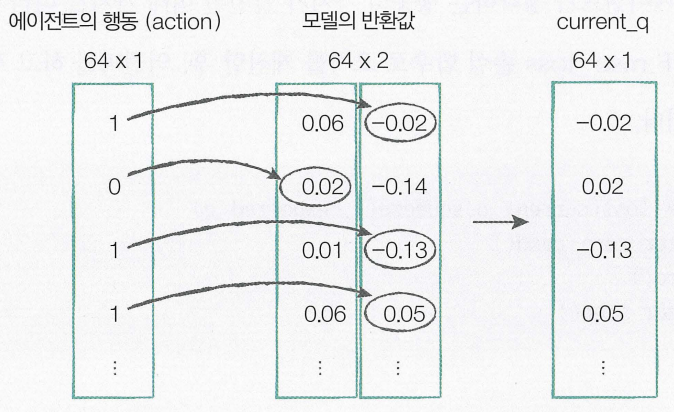 에이전트의 행동 (action) 모델의 반환값 current_q
64 x 1 64 x 2 64 x 1
1 0.06 −0.02 −0.02
0 0.02 −0.14 0.02
1 0.01 −0.13 −0.13
1 0.06 0.05 0.05
⋮ ⋮ ⋮ ⋮